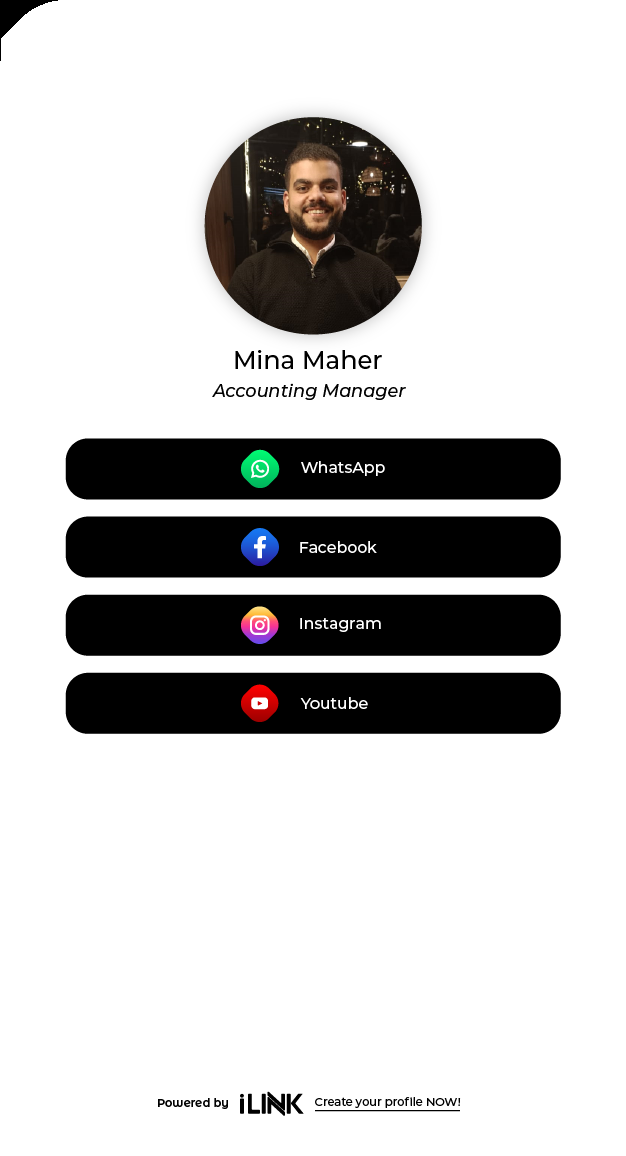 Mina Maher
Accounting Manager
WhatsApp
Facebook
Instagram
Youtube
Powered by iLINK Create your profile NOW!